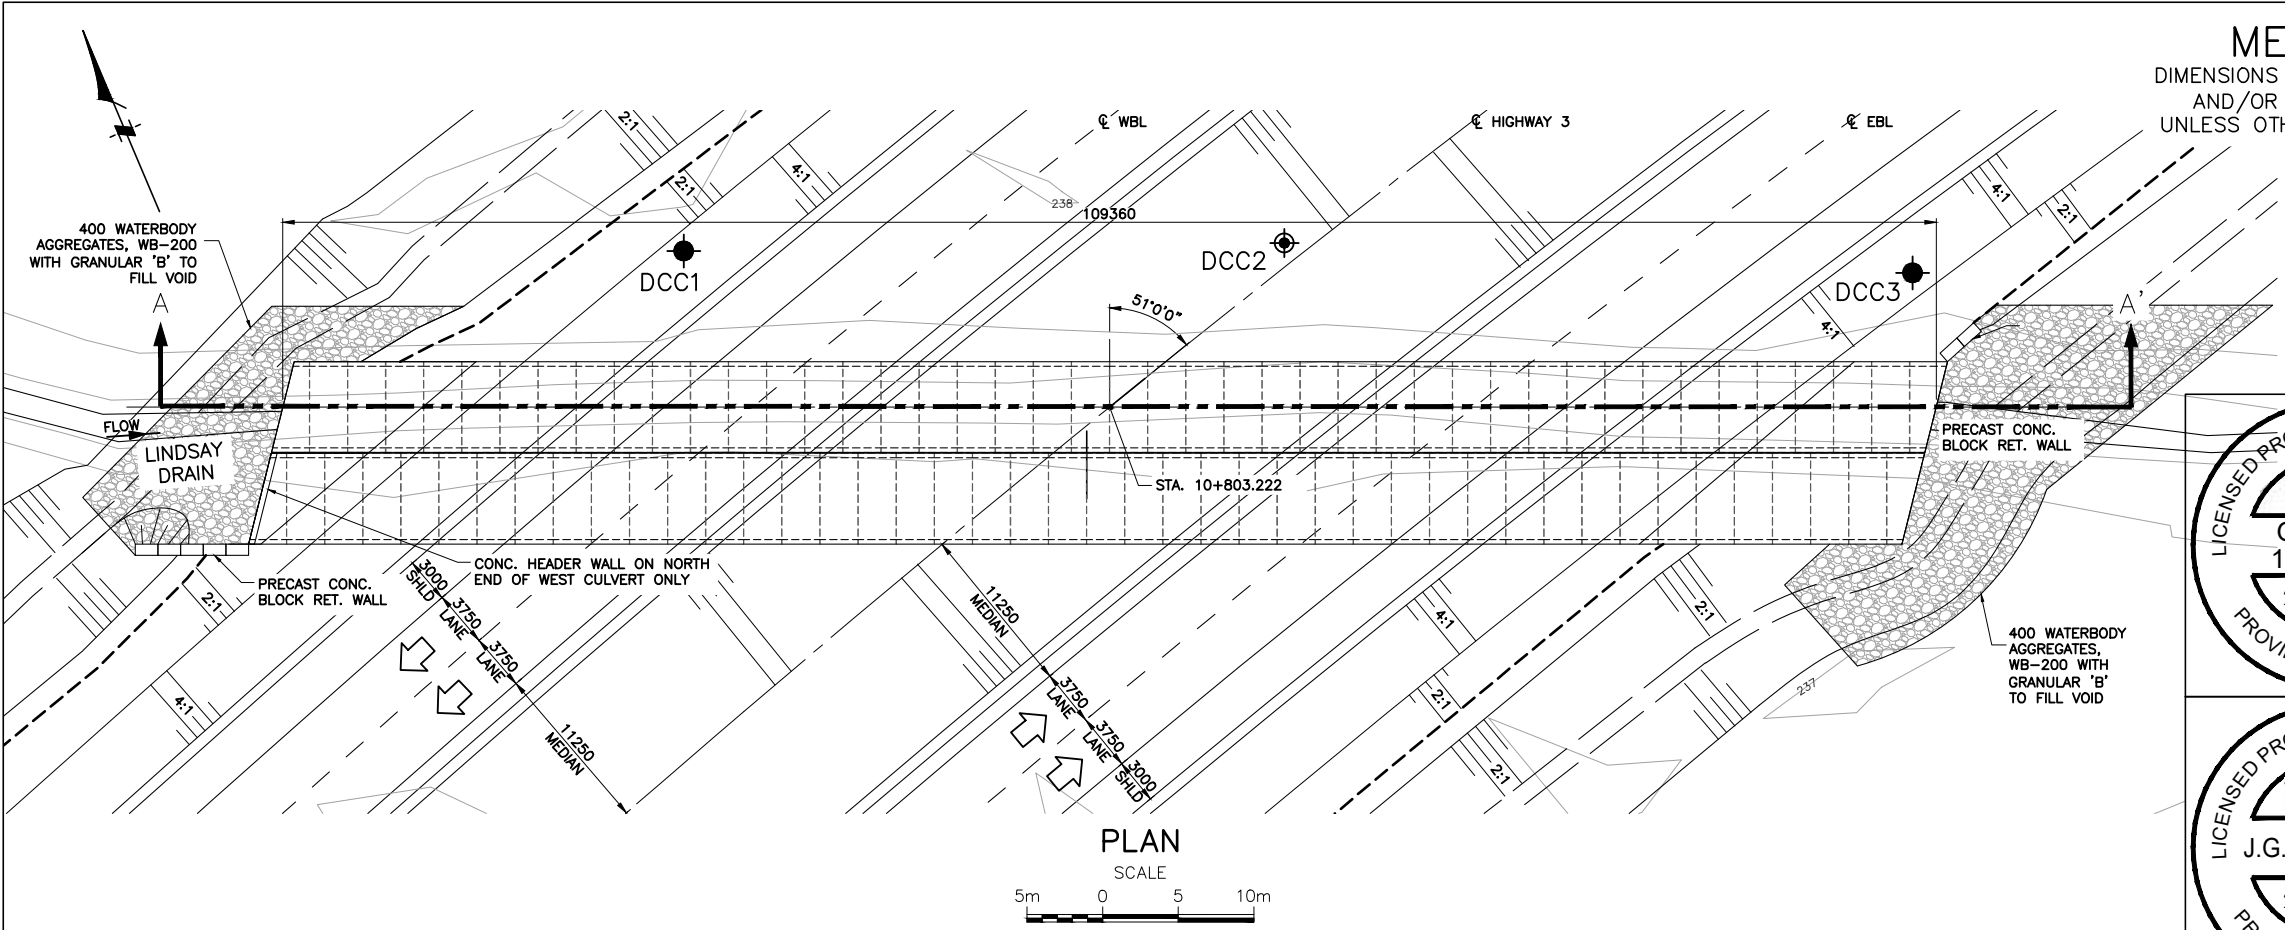 ME
DIMENSIONS
AND/OR
UNLESS OTH
℄ WBL
℄ HIGHWAY 3
℄ EBL
2:1
2:1
4:1
4:1
2:1
238
109360
400 WATERBODY
AGGREGATES, WB-200
WITH GRANULAR 'B' TO
FILL VOID
DCC1
DCC2
DCC3
A
A'
51°0'0"
4:1
FLOW
LINDSAY
DRAIN
PRECAST CONC.
BLOCK RET. WALL
STA. 10+803.222
CONC. HEADER WALL ON NORTH
END OF WEST CULVERT ONLY
PRECAST CONC.
BLOCK RET. WALL
2:1
4:1
3000
SHLD
3750
LANE
3750
LANE
11250
MEDIAN
11250
MEDIAN
3750
LANE
3750
LANE
3000
SHLD
4:1
2:1
2:1
2:1
237
400 WATERBODY
AGGREGATES,
WB-200 WITH
GRANULAR 'B'
TO FILL VOID
LICENSED PRO
PROVI
LICENSED PRO
J.G.
PR
PLAN
SCALE
5m 0 5 10m